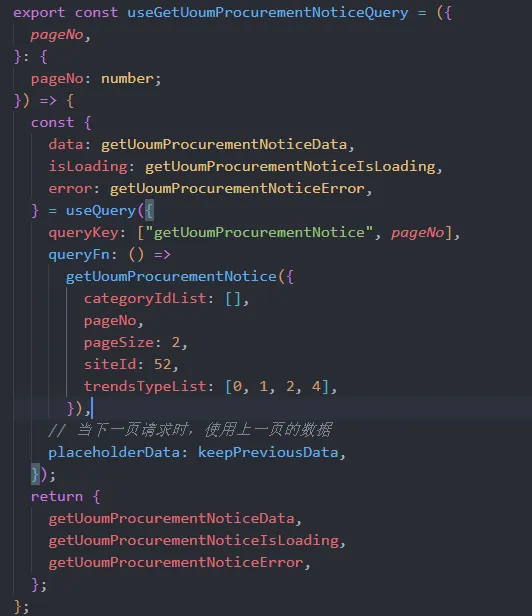 export const useGetUoumProcurementNoticeQuery = ({
  pageNo,
}: {
  pageNo: number;
}) => {
  const {
    data: getUoumProcurementNoticeData,
    isLoading: getUoumProcurementNoticeIsLoading,
    error: getUoumProcurementNoticeError,
  } = useQuery({
    queryKey: ["getUoumProcurementNotice", pageNo],
    queryFn: () =>
      getUoumProcurementNotice({
        categoryIdList: [],
        pageNo,
        pageSize: 2,
        siteId: 52,
        trendsTypeList: [0, 1, 2, 4],
      }),
    // 当下一页请求时，使用上一页的数据
    placeholderData: keepPreviousData,
  });
  return {
    getUoumProcurementNoticeData,
    getUoumProcurementNoticeIsLoading,
    getUoumProcurementNoticeError,
  };
};